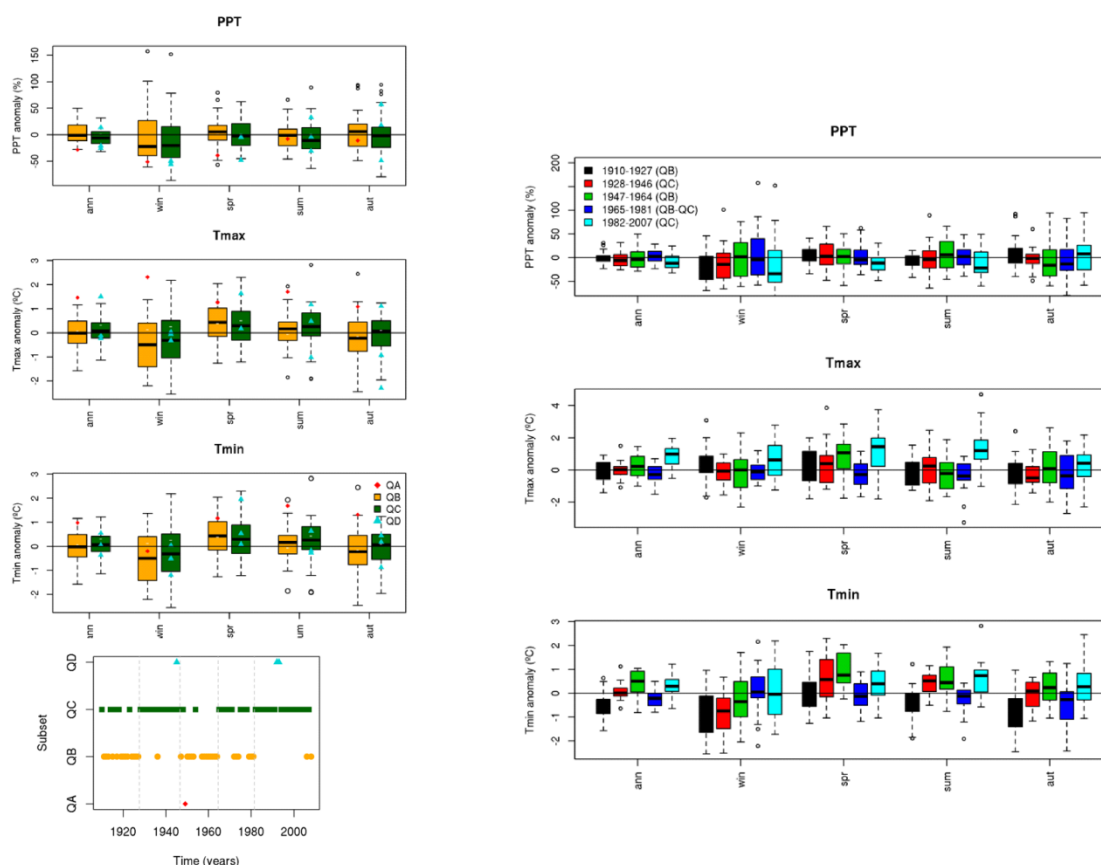 PPT
PPT anomaly (%)
150
100
50
0
-50
ann
win
spr
sum
aut
Tmax
Tmax anomaly (ºC)
3
2
1
0
-1
-2
ann
win
spr
sum
aut
Tmin
Tmin anomaly (ºC)
3
2
1
0
-1
-2
QA
QB
QC
QD
ann
win
spr
um
aut
Subset
QD
QC
QB
QA
1920
1940
1960
1980
2000
Time (years)
PPT
PPT anomaly (%)
200
150
100
50
0
-50
1910-1927 (QB)
1928-1946 (QC)
1947-1964 (QB)
1965-1981 (QB-QC)
1982-2007 (QC)
ann
win
spr
sum
aut
Tmax
Tmax anomaly (ºC)
4
2
0
-2
ann
win
spr
sum
aut
Tmin
Tmin anomaly (ºC)
3
2
1
0
-1
-2
ann
win
spr
sum
aut